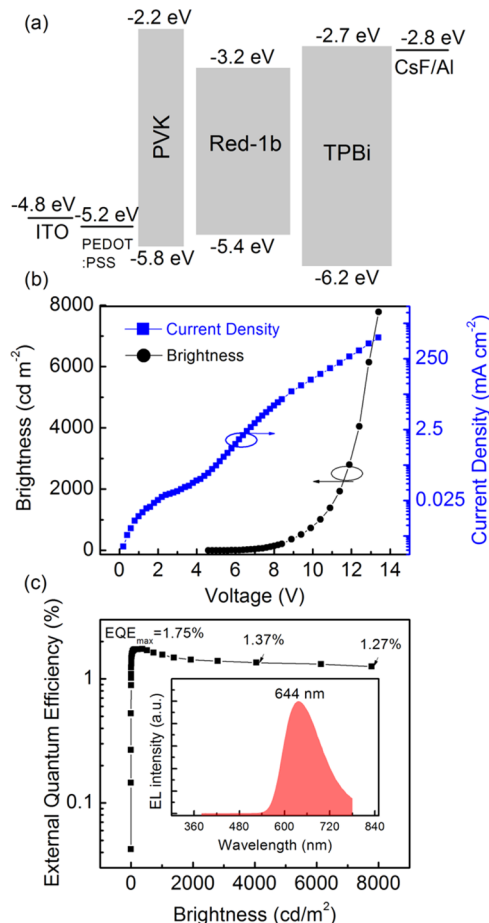 (a)
-2.2 eV
-2.7 eV
-2.8 eV
CsF/Al
-3.2 eV
PVK
Red-1b
TPBi
-4.8 eV
ITO
-5.2 eV
PEDOT
:PSS
-5.8 eV
-5.4 eV
-6.2 eV
(b)
8000
6000
4000
2000
0
Brightness (cd m-2)
Current Density
Brightness
250
2.5
0.025
Current Density (mA cm-2)
0 2 4 6 8 10 12 14
Voltage (V)
(c)
EQEmax=1.75%
1.37%
1.27%
1
0.1
External Quantum Efficiency (%)
644 nm
EL intensity (a.u.)
360 480 600 720 840
Wavelength (nm)
0 2000 4000 6000 8000
Brightness (cd/m2)